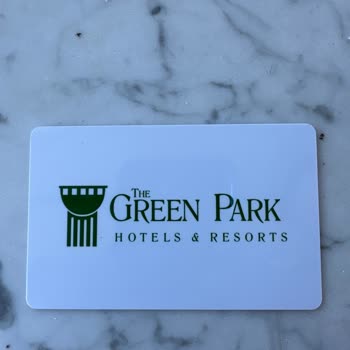 THE
GREEN PARK
HOTELS & RESORTS